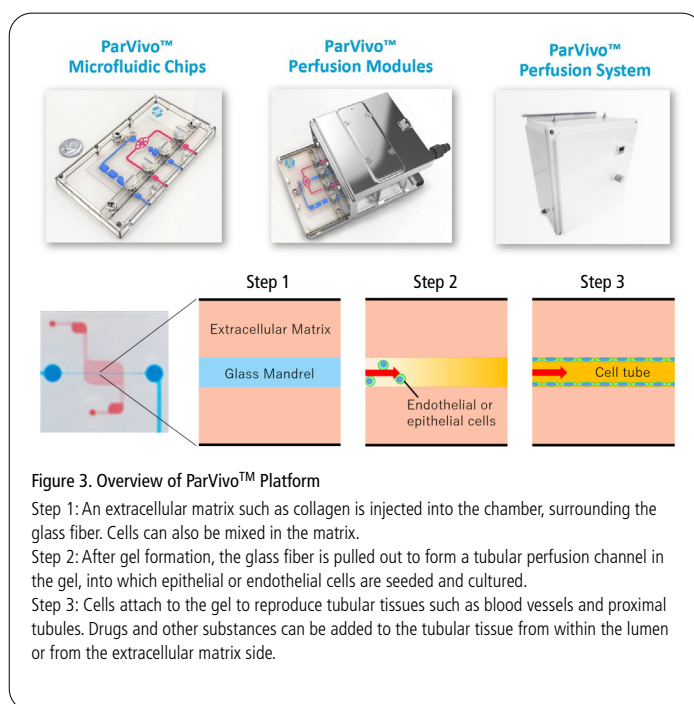 ParVivo™
Microfluidic Chips
ParVivo™
Perfusion Modules
ParVivo™
Perfusion System
Step 1
Step 2
Step 3
Extracellular Matrix
Glass Mandrel
Endothelial or
epithelial cells
Cell tube
Figure 3. Overview of ParVivo™ Platform
Step 1: An extracellular matrix such as collagen is injected into the chamber, surrounding the
glass fiber. Cells can also be mixed in the matrix.
Step 2: After gel formation, the glass fiber is pulled out to form a tubular perfusion channel in
the gel, into which epithelial or endothelial cells are seeded and cultured.
Step 3: Cells attach to the gel to reproduce tubular tissues such as blood vessels and proximal
tubules. Drugs and other substances can be added to the tubular tissue from within the lumen
or from the extracellular matrix side.